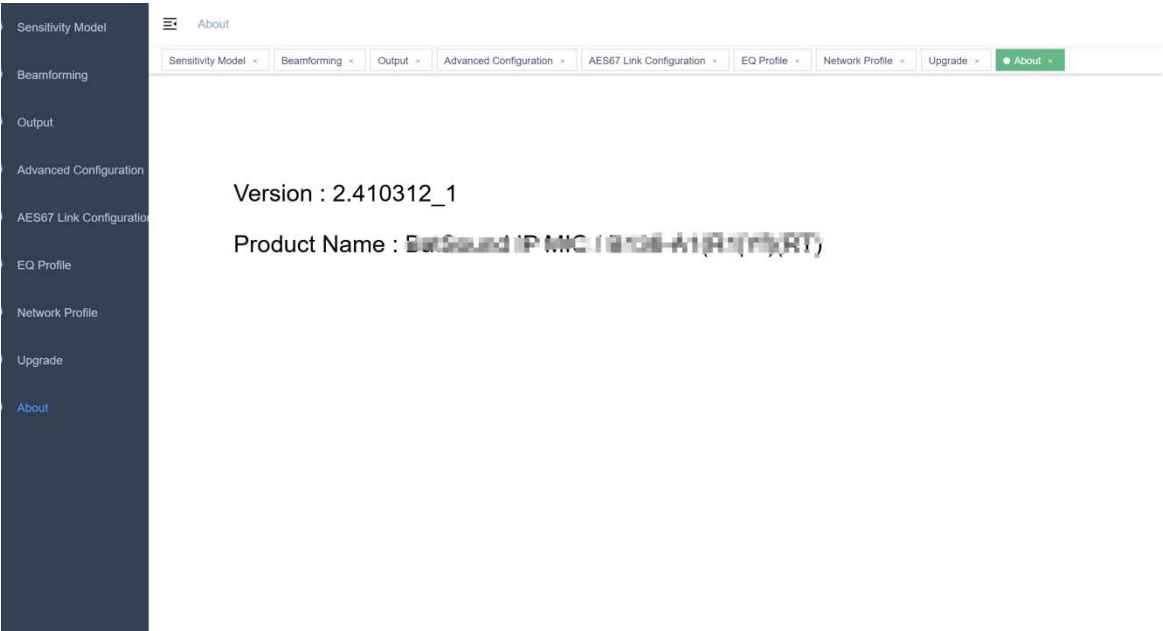 Sensitivity Model
Beamforming
Output
Advanced Configuration
AES67 Link Configuration
EQ Profile
Network Profile
Upgrade
About
About
Sensitivity Model × Beamforming × Output × Advanced Configuration × AES67 Link Configuration × EQ Profile × Network Profile × Upgrade × About ×
Version : 2.410312_1
Product Name :